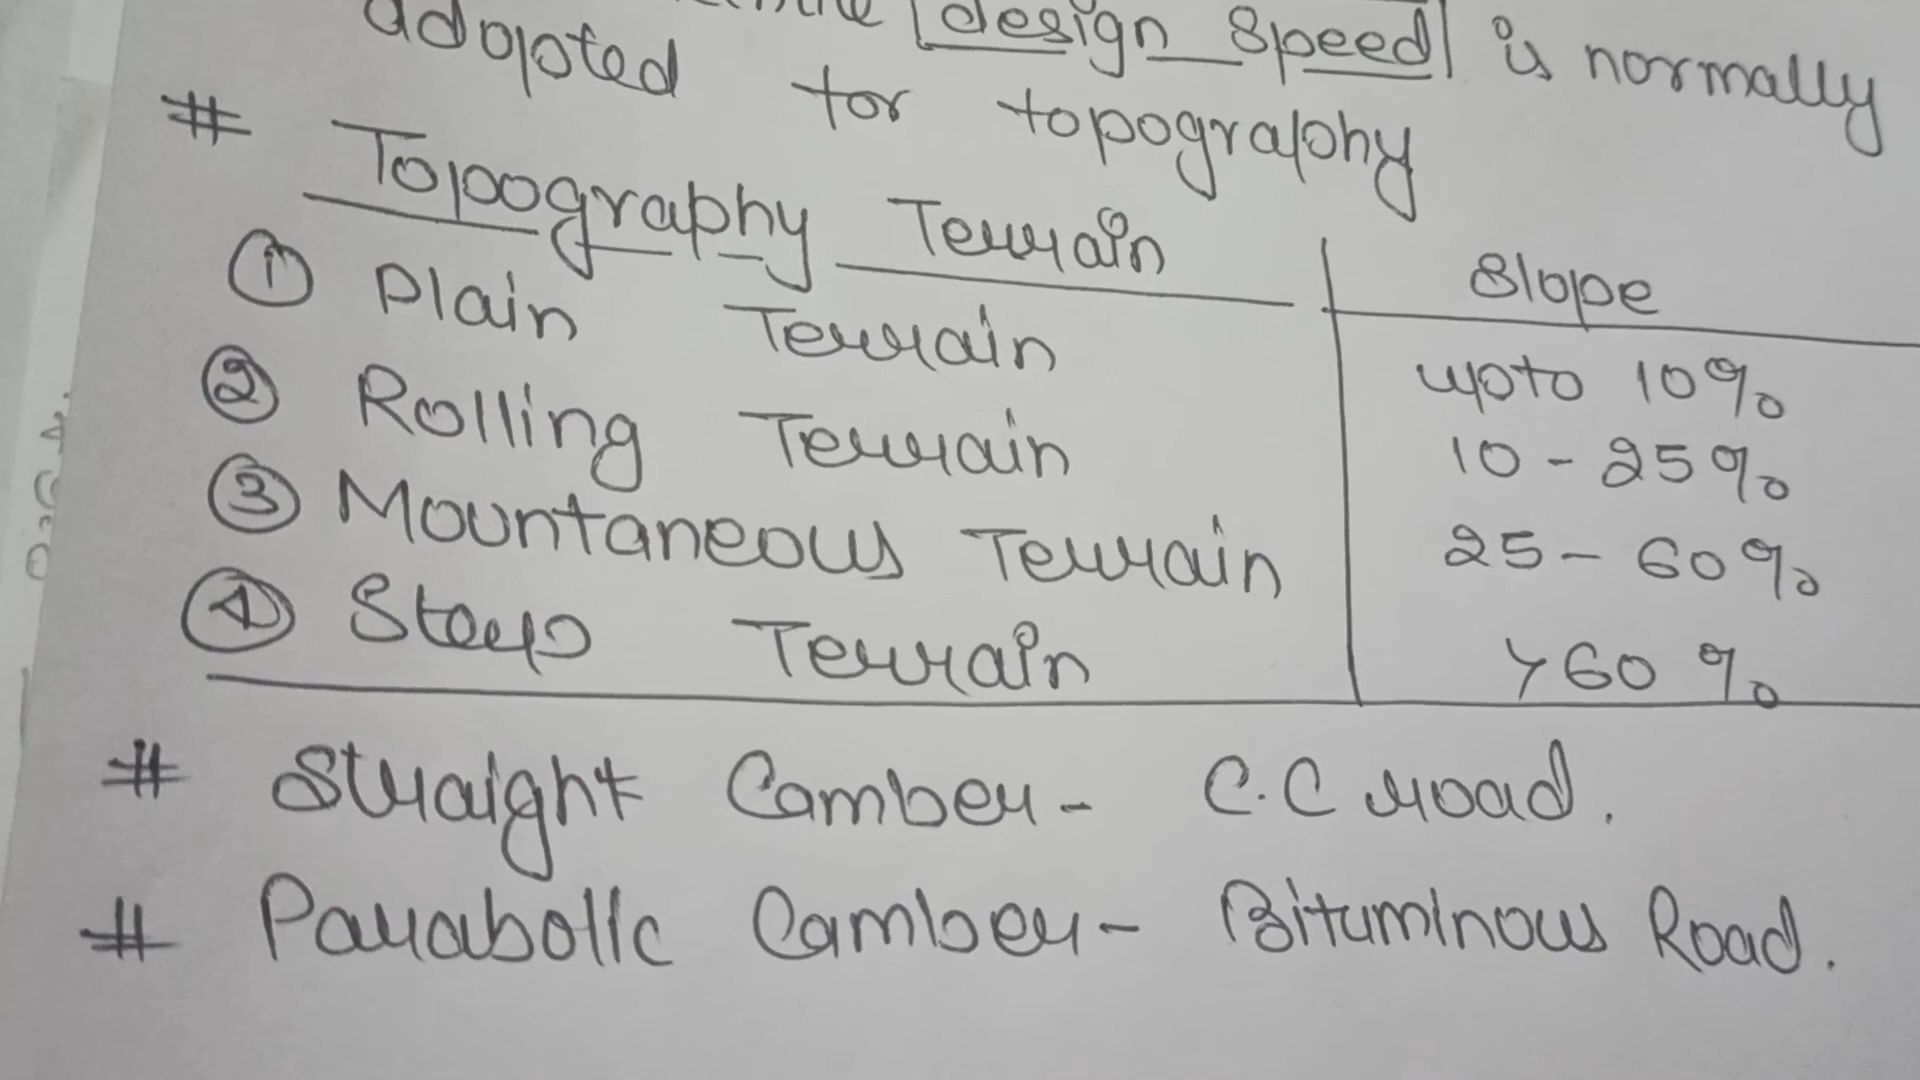 design Speed is normally
adopted for topography
# Topography Terrain | Slope
① Plain Terrain | upto 10%
② Rolling Terrain | 10 - 25%
③ Mountaneous Terrain | 25 - 60%
④ Steep Terrain | >60%
# Straight Camber - C.C road.
# Parabolic Camber - Bituminous Road.